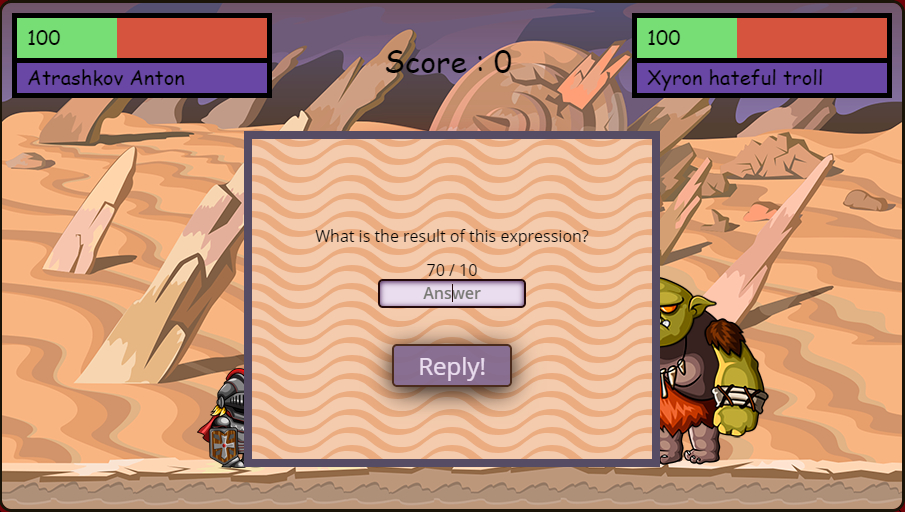 100
Atrashkov Anton
Score : 0
100
Xyron hateful troll
What is the result of this expression?
70 / 10
Answer
Reply!